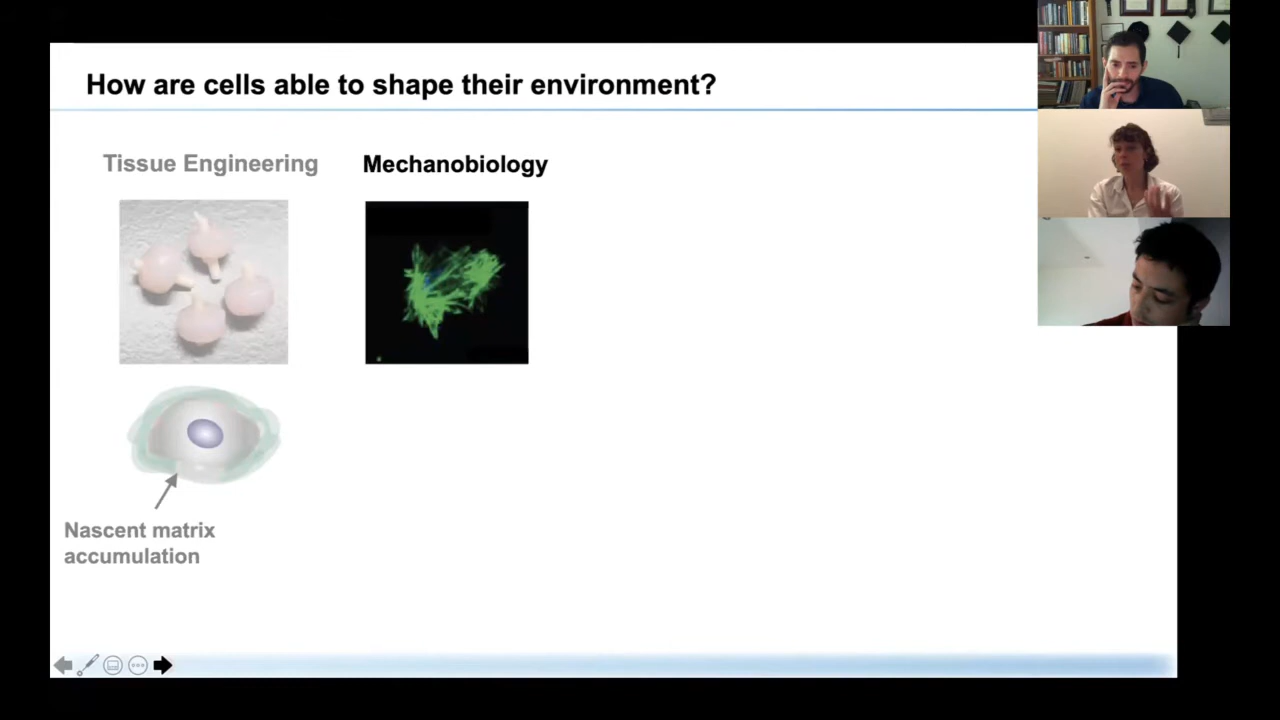 How are cells able to shape their environment?
Tissue Engineering
Mechanobiology
Nascent matrix
accumulation